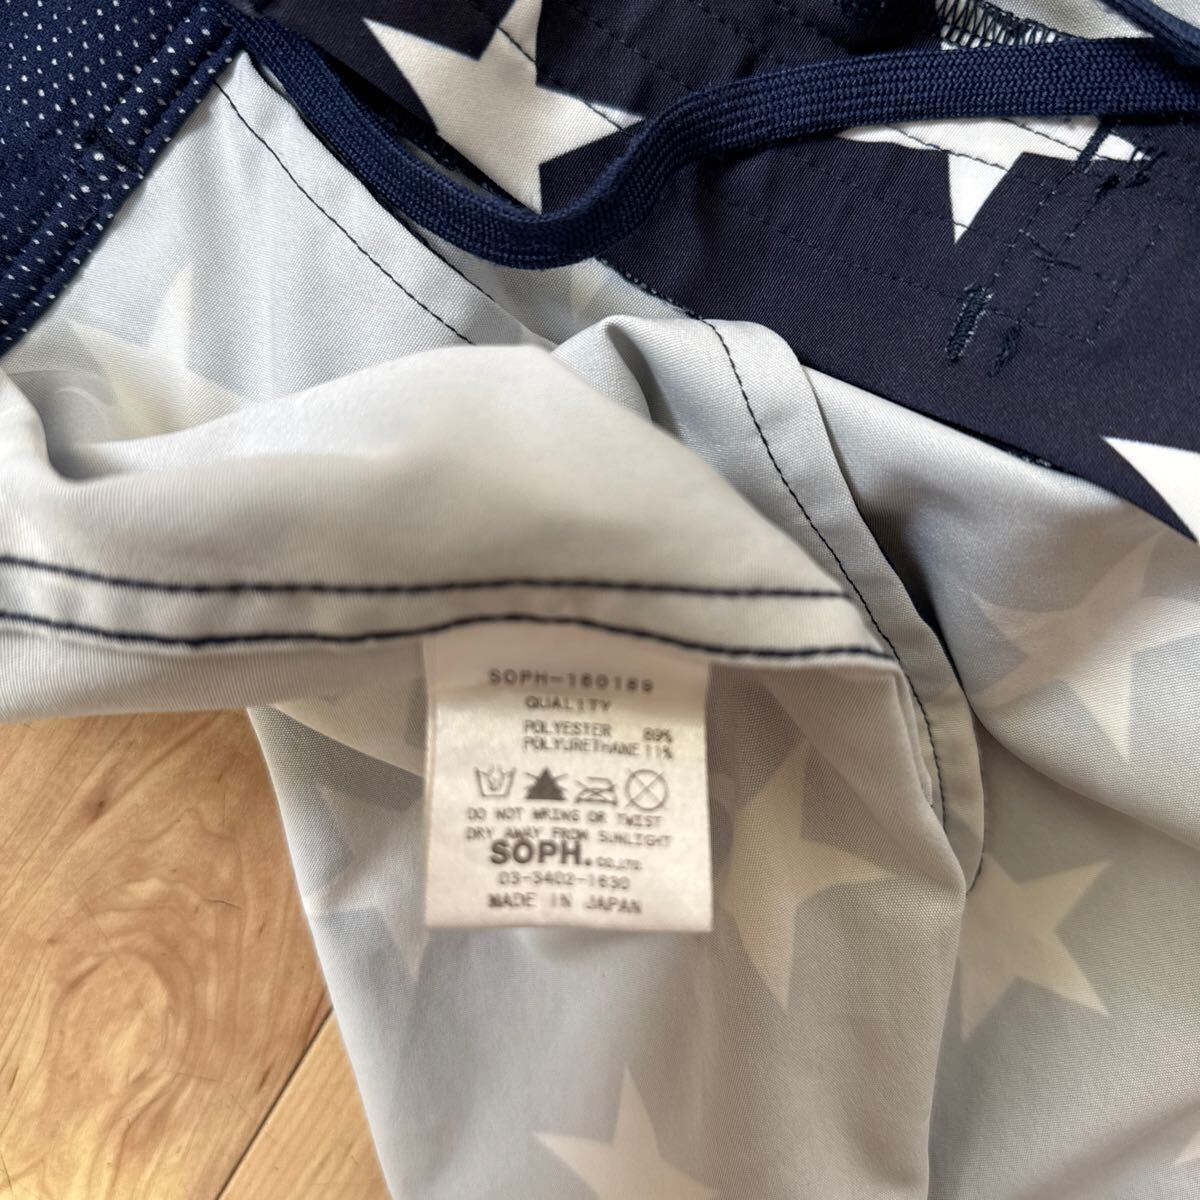 SOPH-160189
QUALITY
POLYESTER 89%
POLYURETHANE 11%
DO NOT WRING OR TWIST
DRY AWAY FROM SUNLIGHT
SOPH. CO.,LTD.
03-3402-1630
MADE IN JAPAN